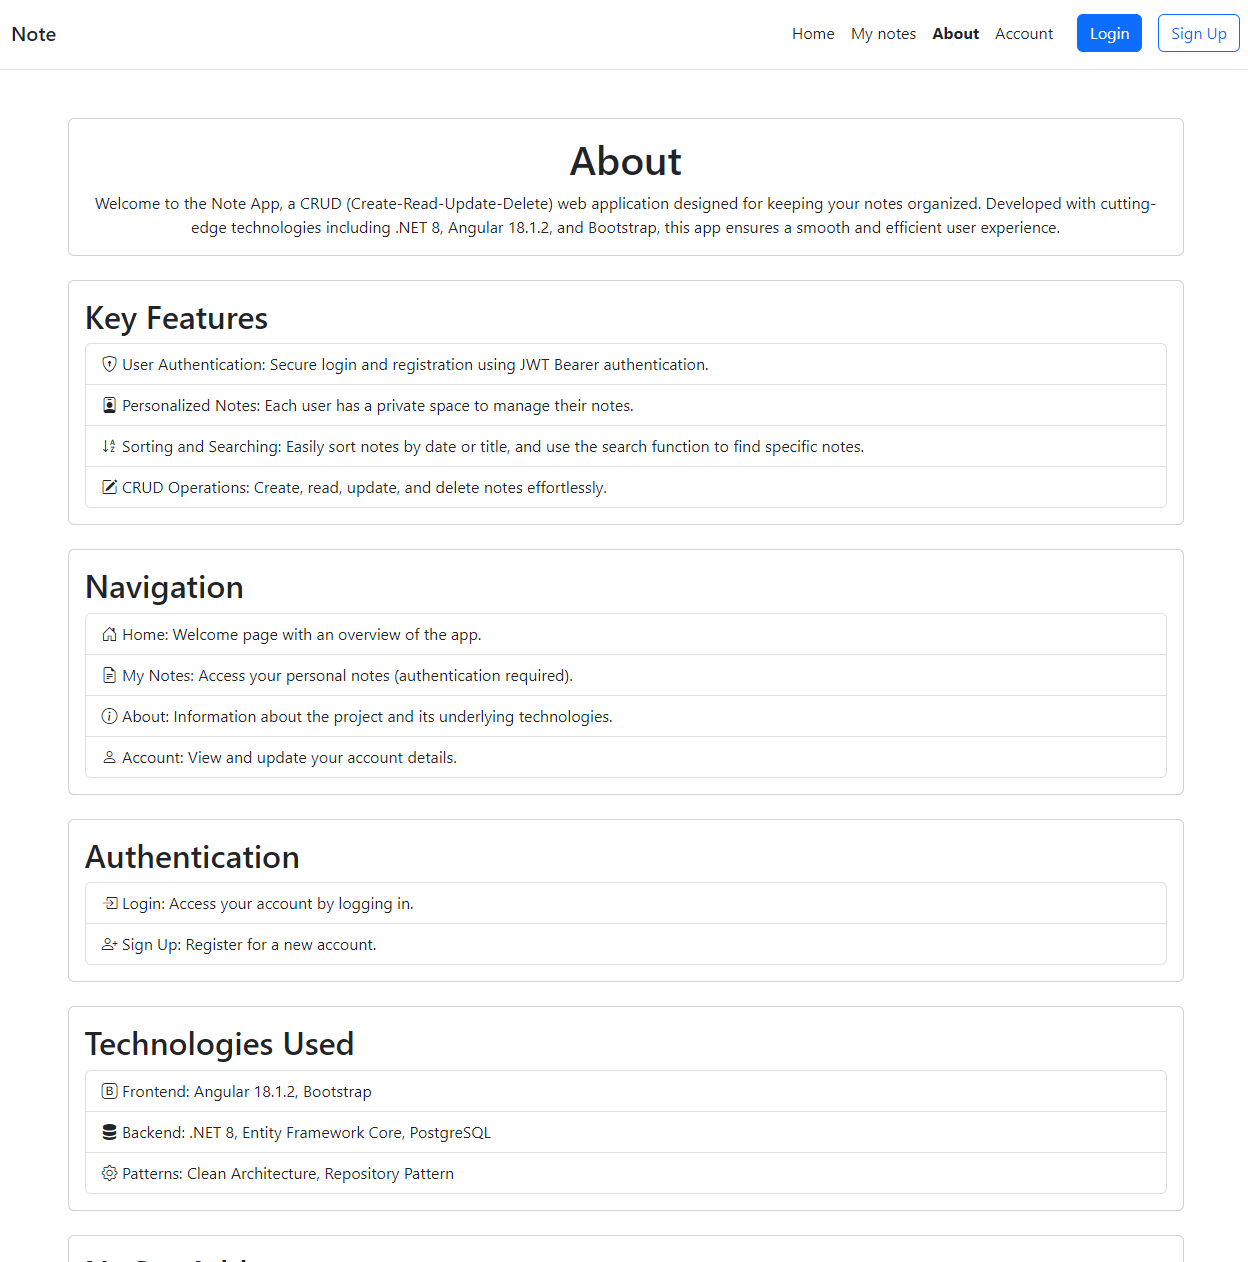 Note
Home My notes About Account Login Sign Up
About
Welcome to the Note App, a CRUD (Create-Read-Update-Delete) web application designed for keeping your notes organized. Developed with cutting-
edge technologies including .NET 8, Angular 18.1.2, and Bootstrap, this app ensures a smooth and efficient user experience.
Key Features
User Authentication: Secure login and registration using JWT Bearer authentication.
Personalized Notes: Each user has a private space to manage their notes.
Sorting and Searching: Easily sort notes by date or title, and use the search function to find specific notes.
CRUD Operations: Create, read, update, and delete notes effortlessly.
Navigation
Home: Welcome page with an overview of the app.
My Notes: Access your personal notes (authentication required).
About: Information about the project and its underlying technologies.
Account: View and update your account details.
Authentication
Login: Access your account by logging in.
Sign Up: Register for a new account.
Technologies Used
Frontend: Angular 18.1.2, Bootstrap
Backend: .NET 8, Entity Framework Core, PostgreSQL
Patterns: Clean Architecture, Repository Pattern